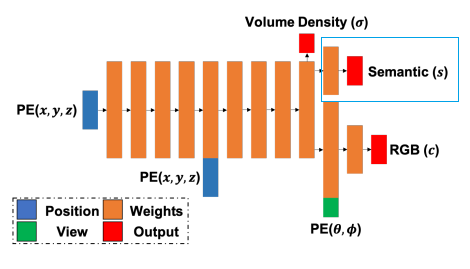 Volume Density (σ)
Semantic (s)
PE(x, y, z)
RGB (c)
PE(x, y, z)
Position
Weights
View
Output
PE(θ, ϕ)